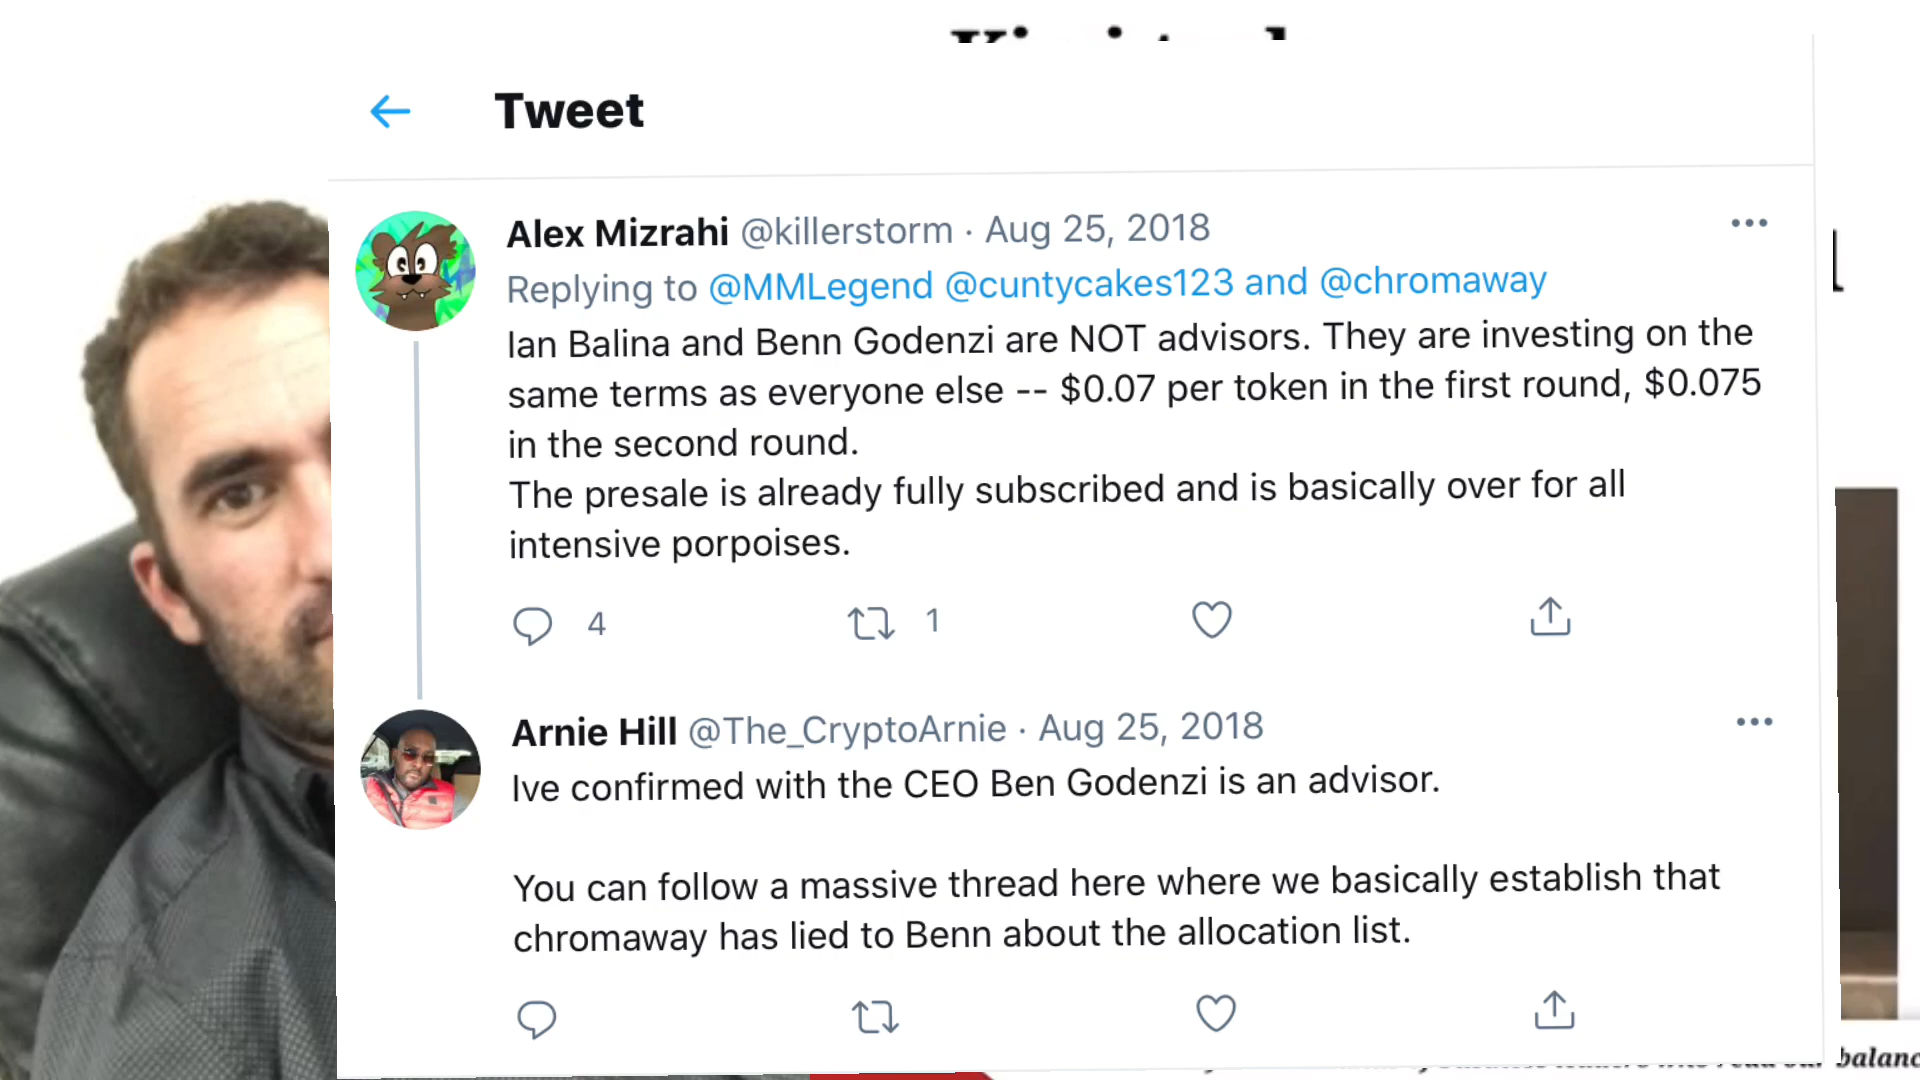 Tweet
Alex Mizrahi @killerstorm · Aug 25, 2018
Replying to @MMLegend @cuntycakes123 and @chromaway
Ian Balina and Benn Godenzi are NOT advisors. They are investing on the
same terms as everyone else -- $0.07 per token in the first round, $0.075
in the second round.
The presale is already fully subscribed and is basically over for all
intensive porpoises.
4
1
Arnie Hill @The_CryptoArnie · Aug 25, 2018
Ive confirmed with the CEO Ben Godenzi is an advisor.
You can follow a massive thread here where we basically establish that
chromaway has lied to Benn about the allocation list.